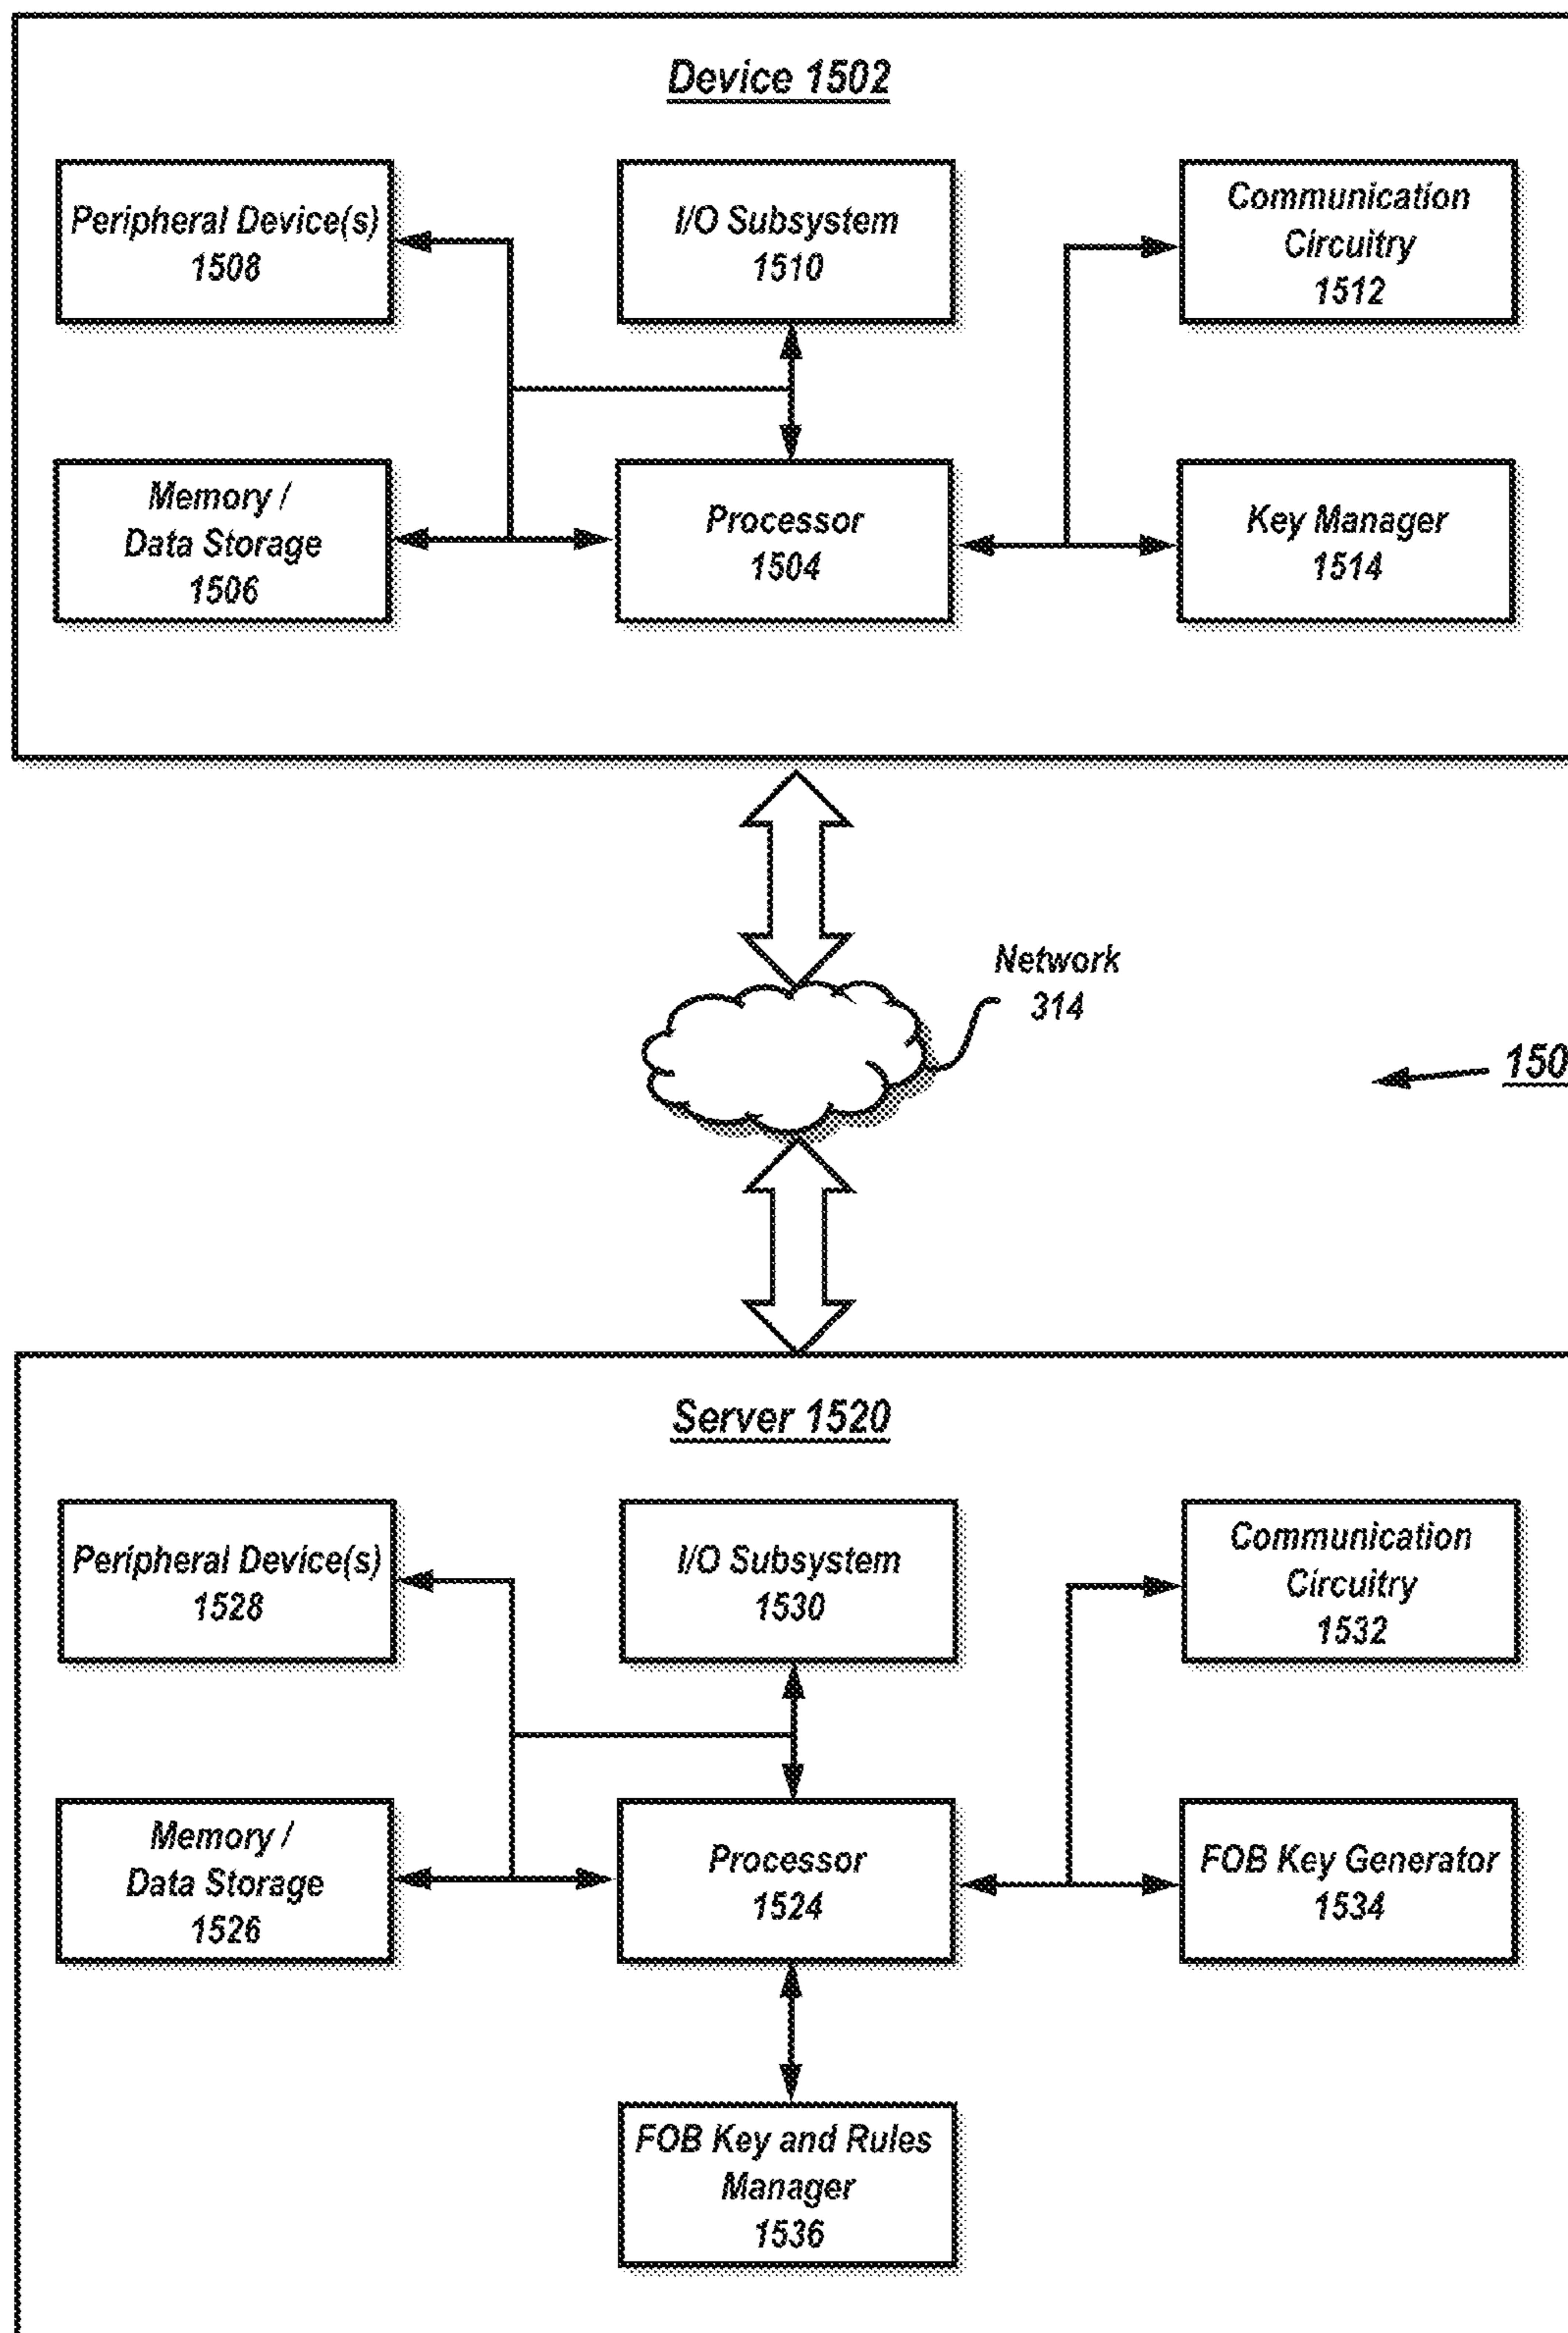 Device 1502
Peripheral Device(s)
1508
I/O Subsystem
1510
Communication
Circuitry
1512
Memory /
Data Storage
1506
Processor
1504
Key Manager
1514
Network
314
150
Server 1520
Peripheral Device(s)
1528
I/O Subsystem
1530
Communication
Circuitry
1532
Memory /
Data Storage
1526
Processor
1524
FOB Key Generator
1534
FOB Key and Rules
Manager
1536